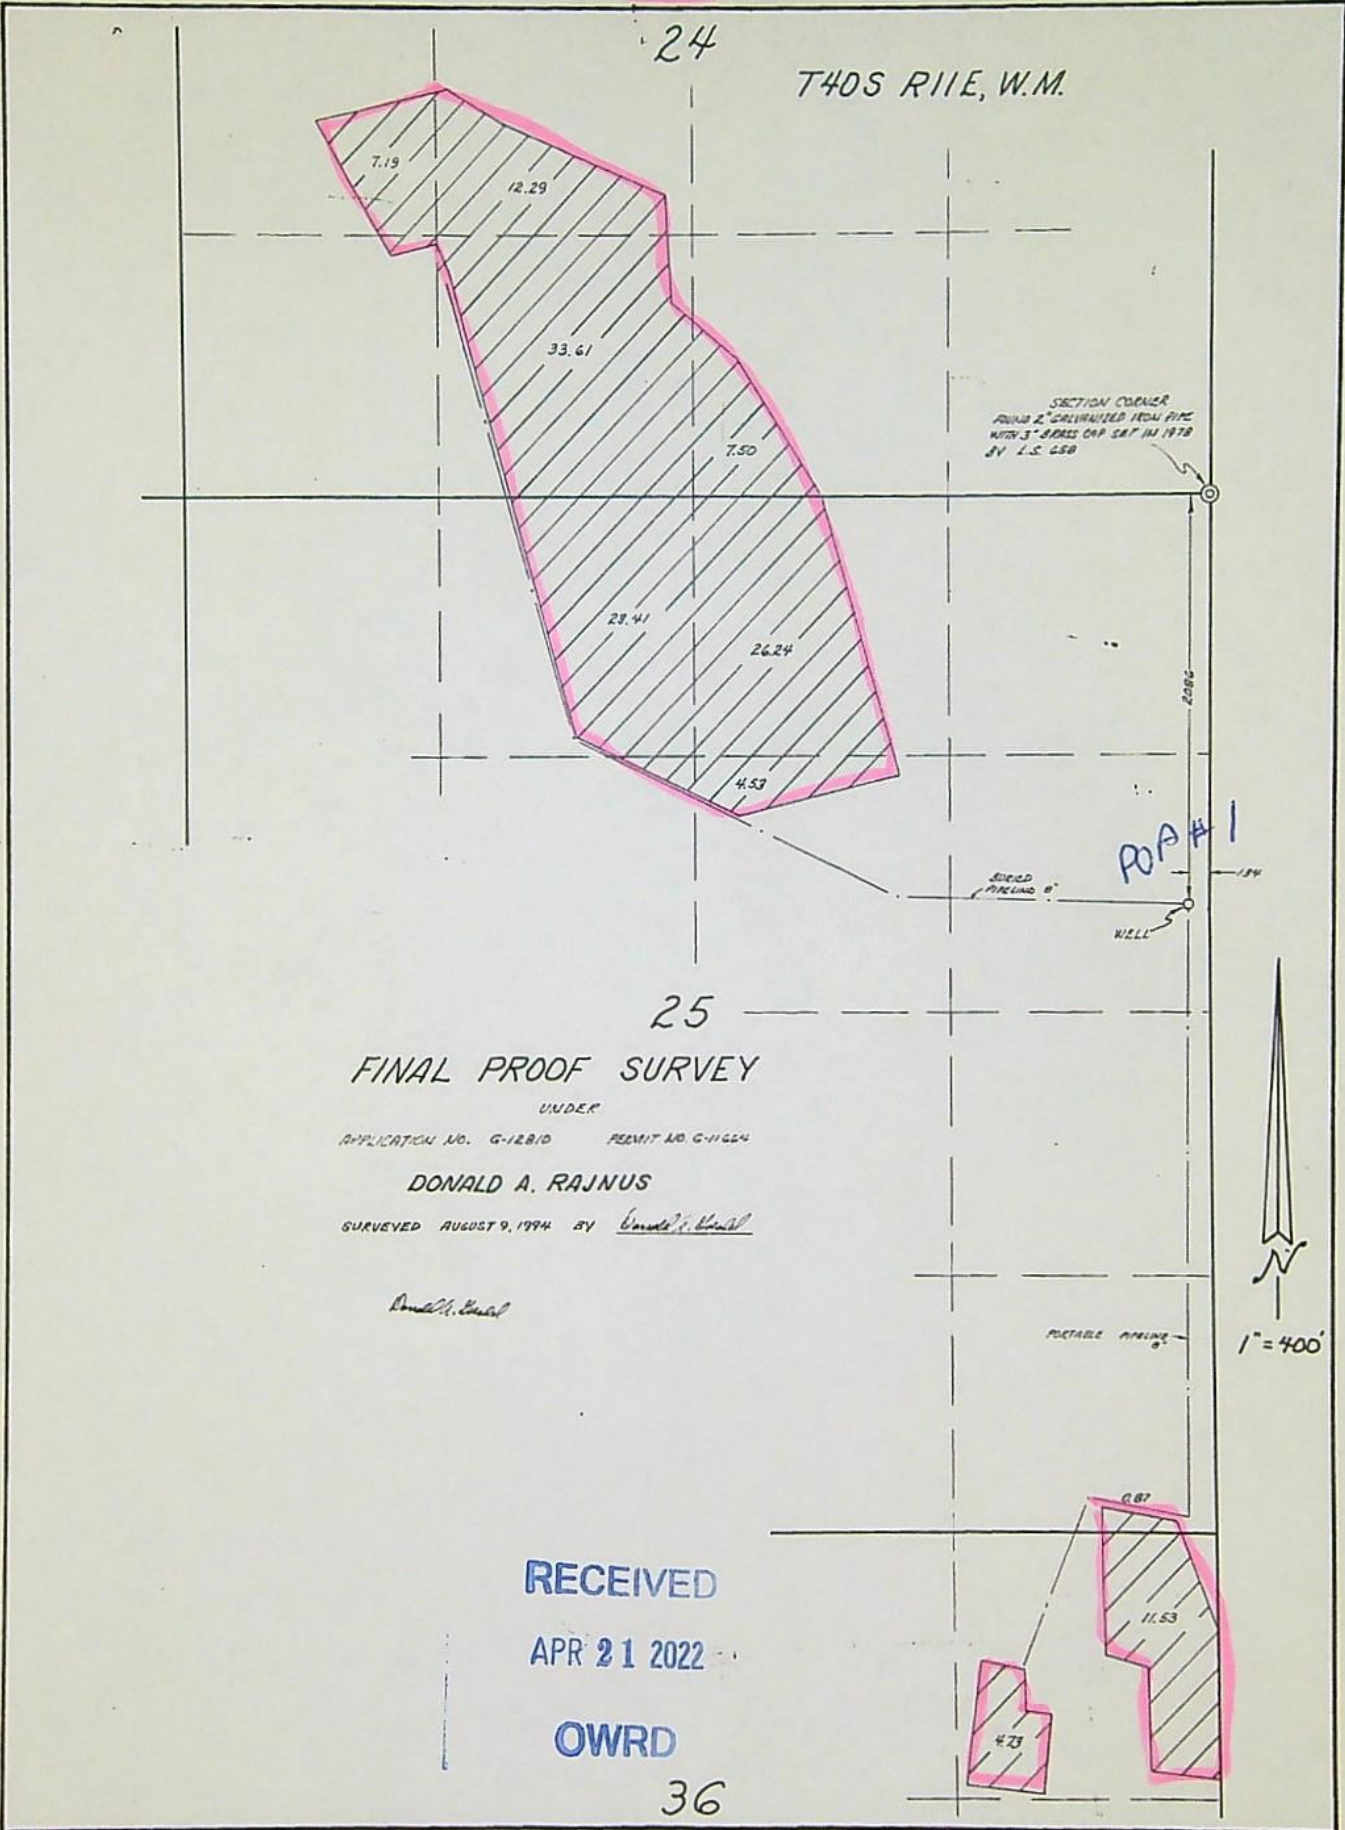 24
T40S R11E, W.M.
7.19
12.29
33.61
SECTION CORNER
FOUND 2" GALVANIZED IRON PIPE
WITH 3" BRASS CAP SET IN 1978
BY L.S. 658
7.50
28.41
26.24
2086
4.53
POA # 1
134
BURIED
PIPELINE 8"
WELL
25
FINAL PROOF SURVEY
UNDER
APPLICATION NO. G-12810 PERMIT NO. G-11664
DONALD A. RAJNUS
SURVEYED AUGUST 9, 1994 BY
N
PORTABLE PIPELINE
8"
1" = 400'
0.87
RECEIVED
11.53
APR 21 2022
4.73
OWRD
36